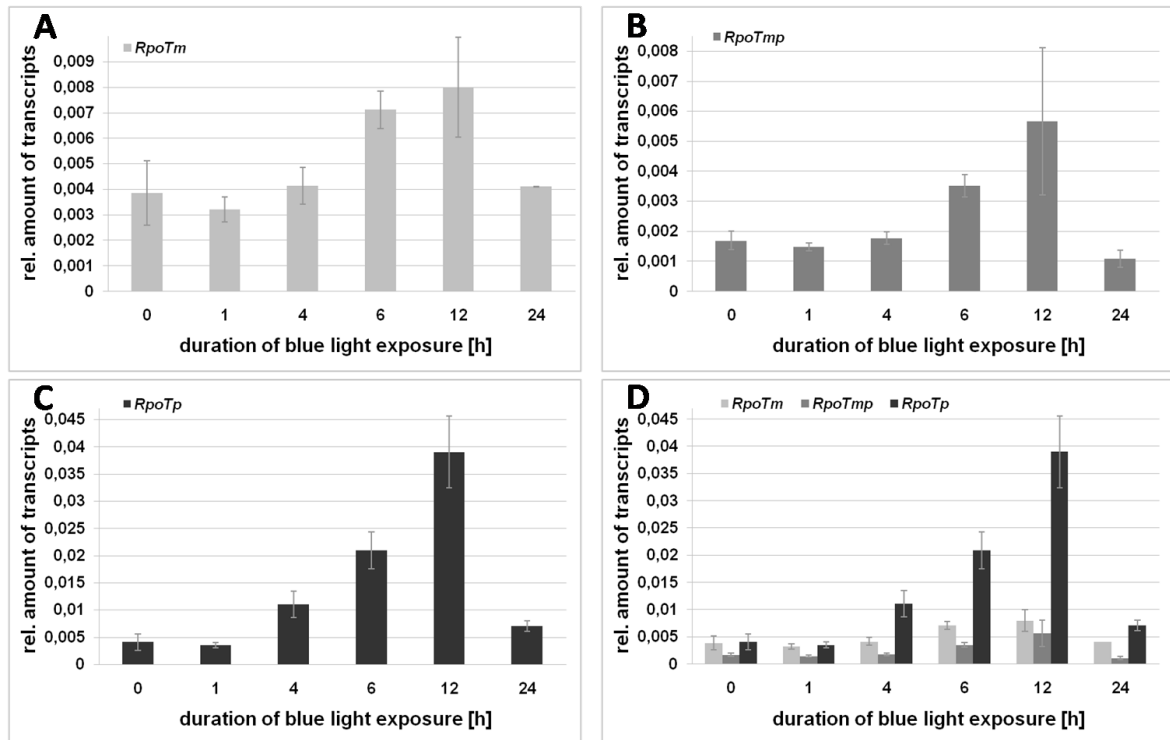 A
RpoTm
rel. amount of transcripts
0,009
0,008
0,007
0,006
0,005
0,004
0,003
0,002
0,001
0
0 1 4 6 12 24
duration of blue light exposure [h]
B
RpoTmp
rel. amount of transcripts
0,008
0,007
0,006
0,005
0,004
0,003
0,002
0,001
0
0 1 4 6 12 24
duration of blue light exposure [h]
C
RpoTp
rel. amount of transcripts
0,045
0,04
0,035
0,03
0,025
0,02
0,015
0,01
0,005
0
0 1 4 6 12 24
duration of blue light exposure [h]
D
RpoTm RpoTmp RpoTp
rel. amount of transcripts
0,045
0,04
0,035
0,03
0,025
0,02
0,015
0,010
0,005
0
0 1 4 6 12 24
duration of blue light exposure [h]